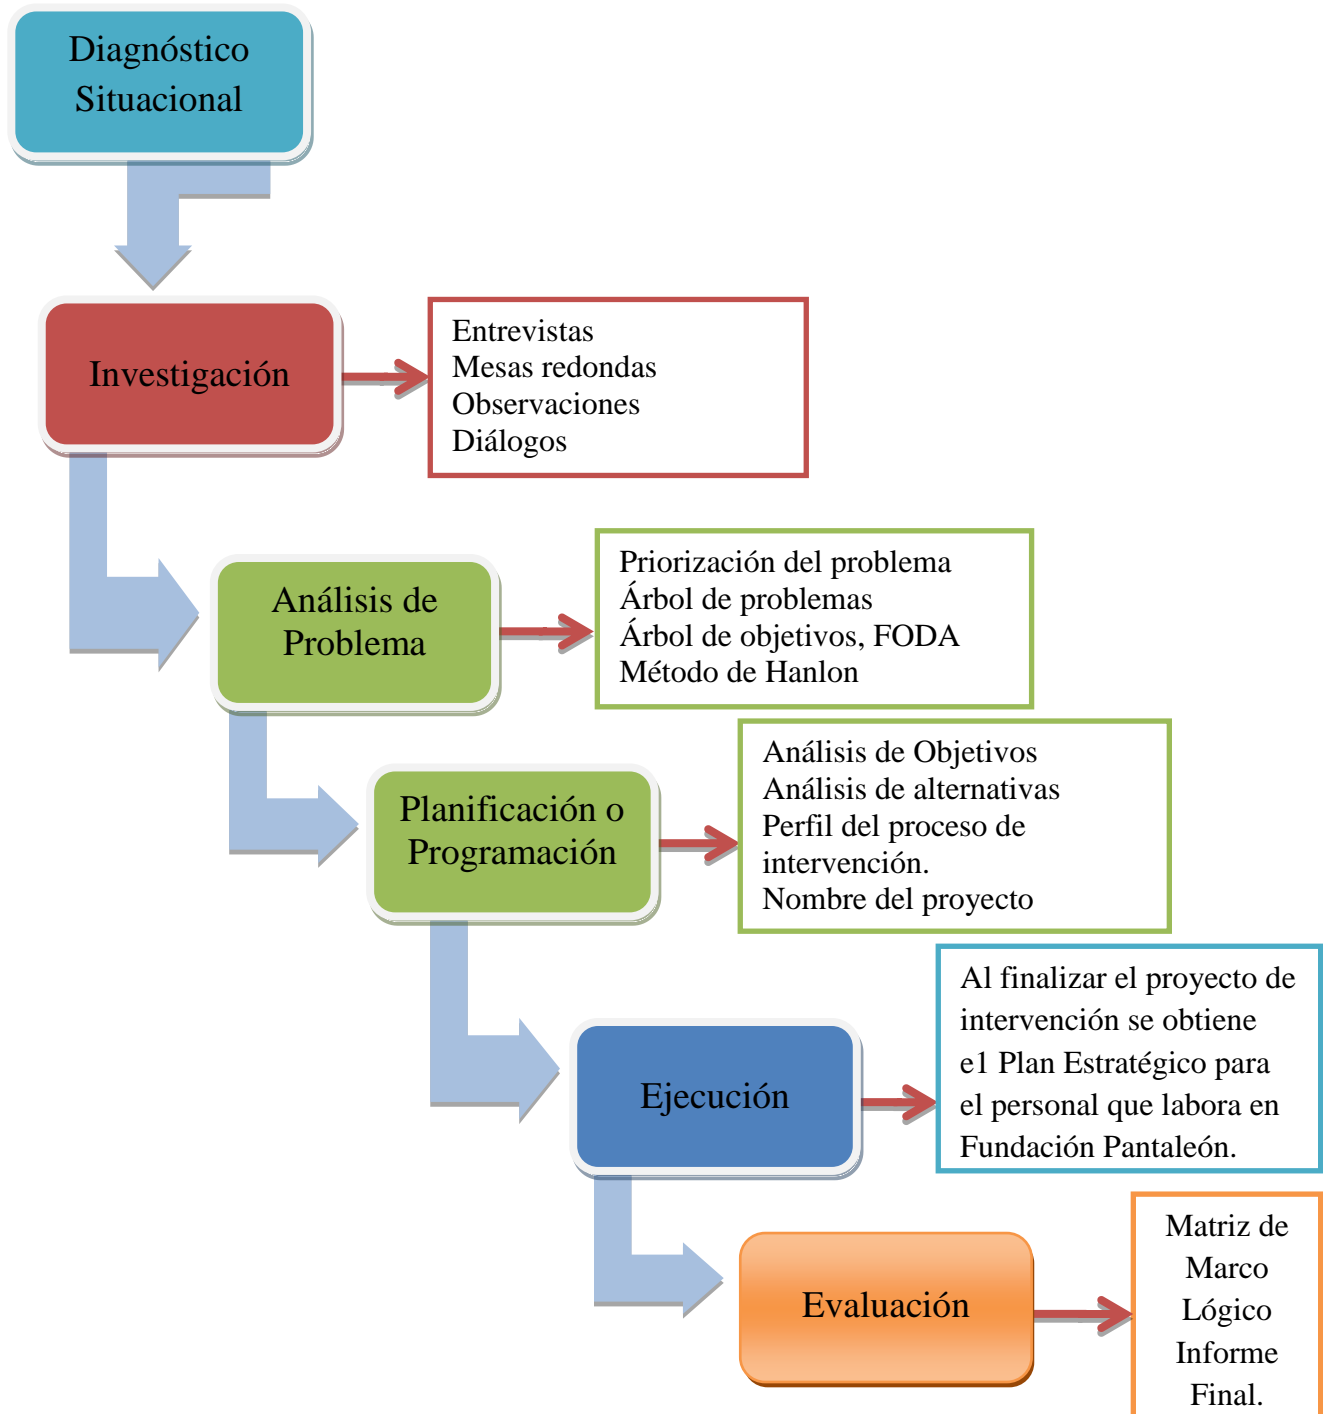 Diagnóstico
Situacional
Investigación
Entrevistas
Mesas redondas
Observaciones
Diálogos
Análisis de
Problema
Priorización del problema
Árbol de problemas
Árbol de objetivos, FODA
Método de Hanlon
Planificación o
Programación
Análisis de Objetivos
Análisis de alternativas
Perfil del proceso de
intervención.
Nombre del proyecto
Ejecución
Al finalizar el proyecto de
intervención se obtiene
e1 Plan Estratégico para
el personal que labora en
Fundación Pantaleón.
Evaluación
Matriz de
Marco
Lógico
Informe
Final.